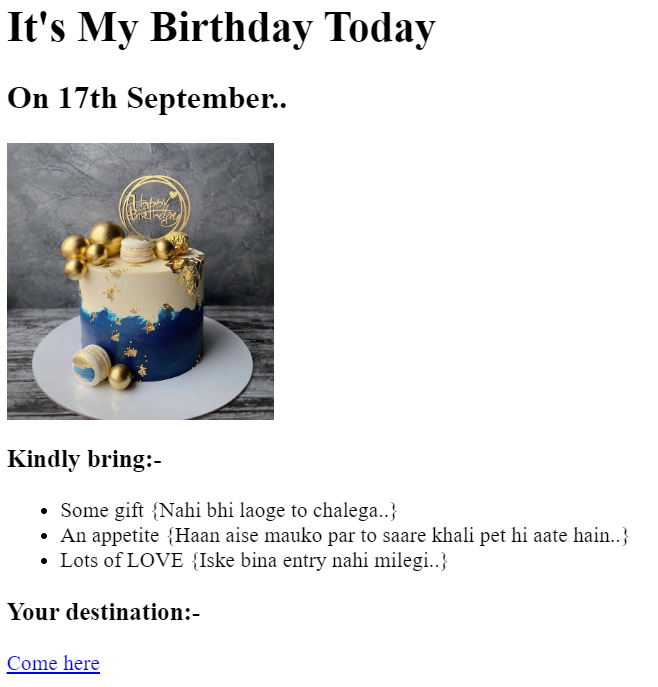 It's My Birthday Today
On 17th September..
Happy
Birthday
Kindly bring:-
Some gift {Nahi bhi laoge to chalega..}
An appetite {Haan aise mauko par to saare khali pet hi aate hain..}
Lots of LOVE {Iske bina entry nahi milegi..}
Your destination:-
Come here